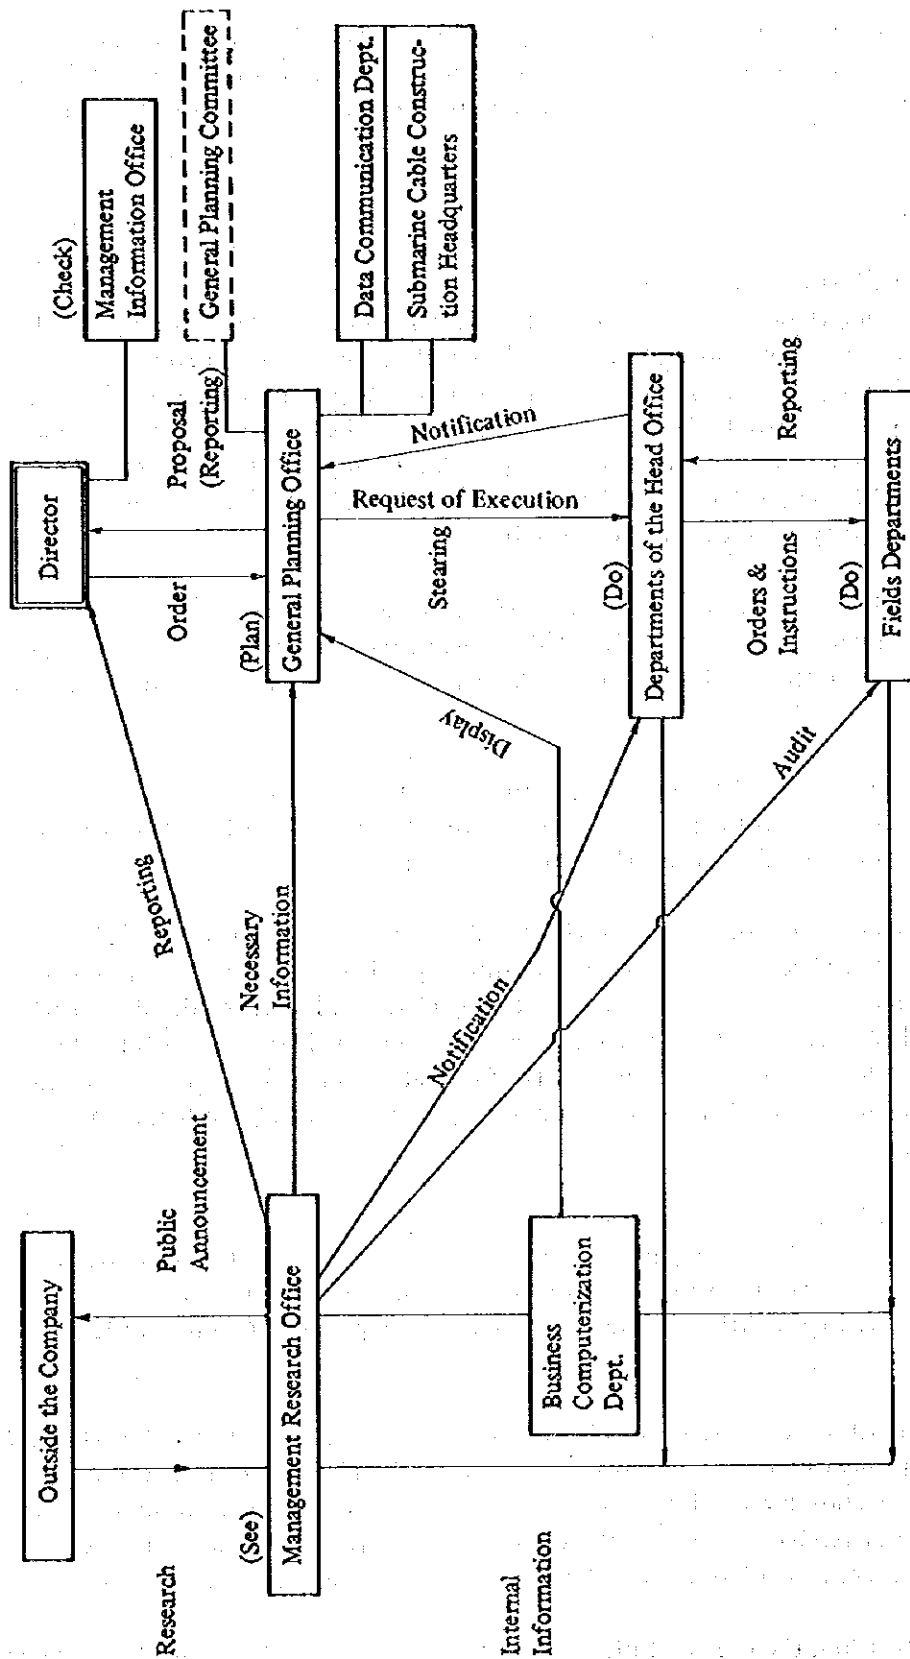 Outside the Company
Research
Public
Announcement
Reporting
Director
(Check)
Management
Information Office
Order
Proposal
(Reporting)
General Planning Committee
(See)
Management Research Office
Necessary
Information
(Plan)
General Planning Office
Data Communication Dept.
Submarine Cable Construc-
tion Headquarters
Internal
Information
Business
Computerization
Dept.
Notification
Display
Stearing
Request of Execution
Notification
(Do)
Departments of the Head Office
Audit
Orders &
Instructions
Reporting
(Do)
Fields Departments